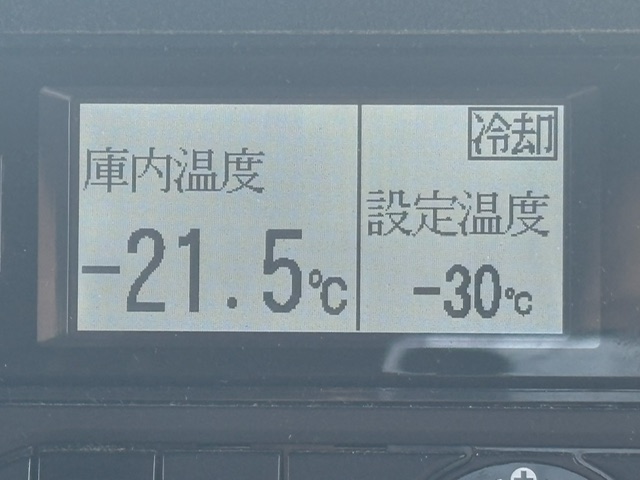 庫内温度
-21.5℃
冷却
設定温度
-30℃
+